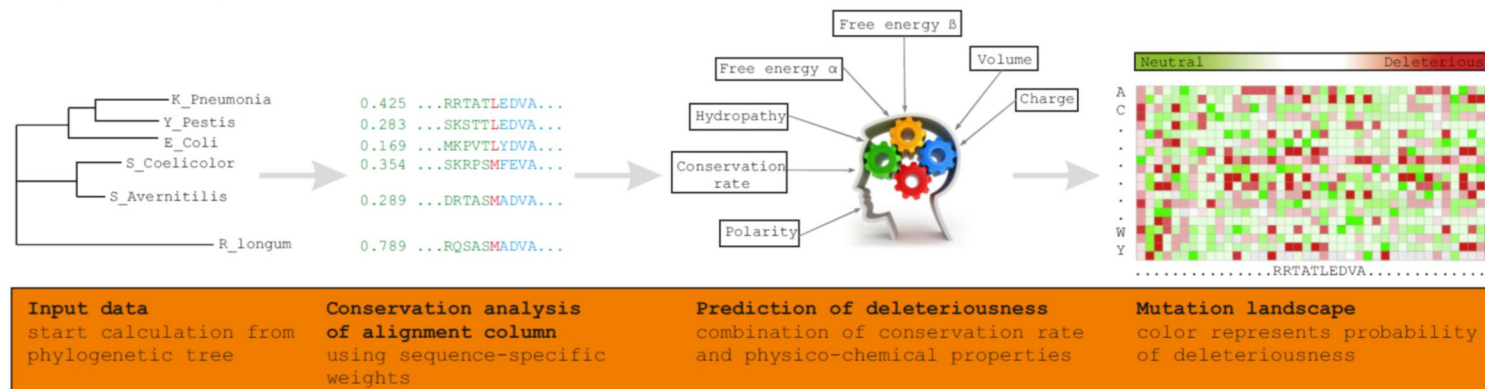 K_Pneumonia
Y_Pestis
E_Coli
S_Coelicolor
S_Avernitilis
R_longum
0.425 ...RRTATLEDVA...
0.283 ...SKSTTLEDVA...
0.169 ...MKPVTLYDVA...
0.354 ...SKRPSMFEVA...
0.289 ...DRTASMADVA...
0.789 ...RQSASMADVA...
Free energy ß
Free energy α
Volume
Hydropathy
Charge
Conservation
rate
Polarity
Neutral Deleterious
A
C
.
.
.
.
.
.
W
Y
...............RRTATLEDVA...............
Input data
start calculation from
phylogenetic tree
Conservation analysis
of alignment column
using sequence-specific
weights
Prediction of deleteriousness
combination of conservation rate
and physico-chemical properties
Mutation landscape
color represents probability
of deleteriousness